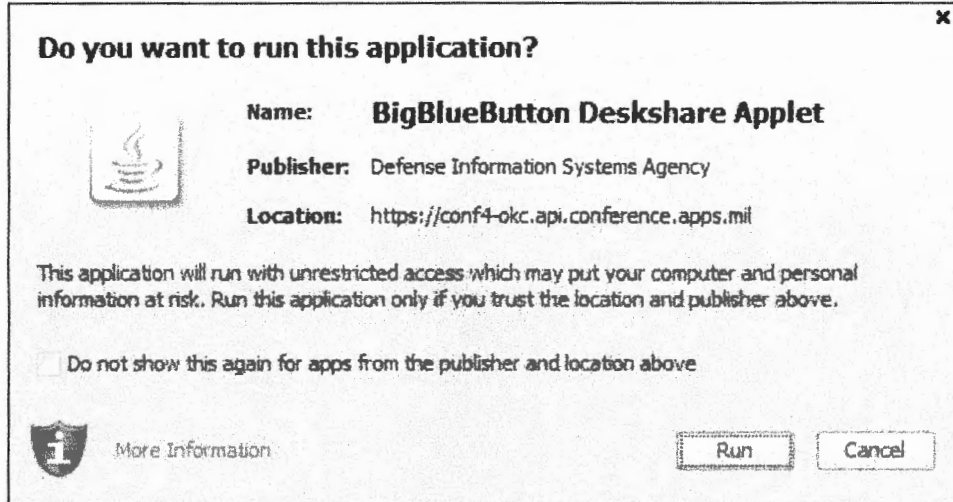 Do you want to run this application?
Name: BigBlueButton Deskshare Applet
Publisher: Defense Information Systems Agency
Location: https://conf4-okc.api.conference.apps.mil
This application will run with unrestricted access which may put your computer and personal
information at risk. Run this application only if you trust the location and publisher above.
Do not show this again for apps from the publisher and location above
More Information
Run
Cancel